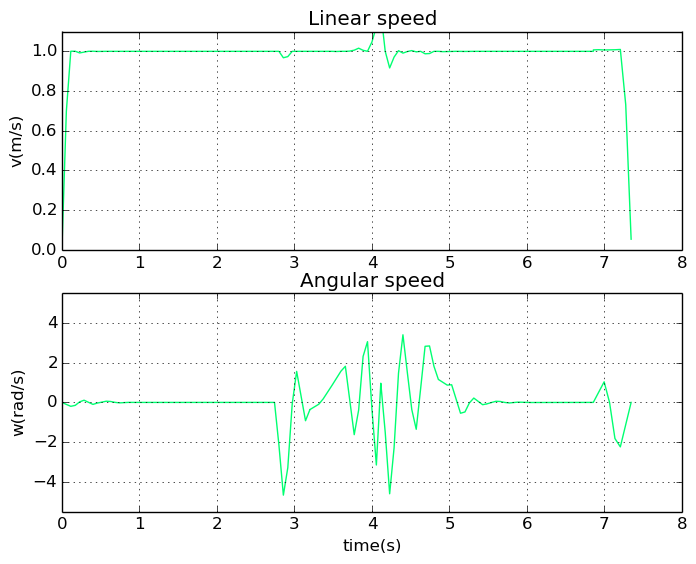 Linear speed
v(m/s)
1.0
0.8
0.6
0.4
0.2
0.0
0 1 2 3 4 5 6 7 8
Angular speed
w(rad/s)
4
2
0
−2
−4
0 1 2 3 4 5 6 7 8
time(s)